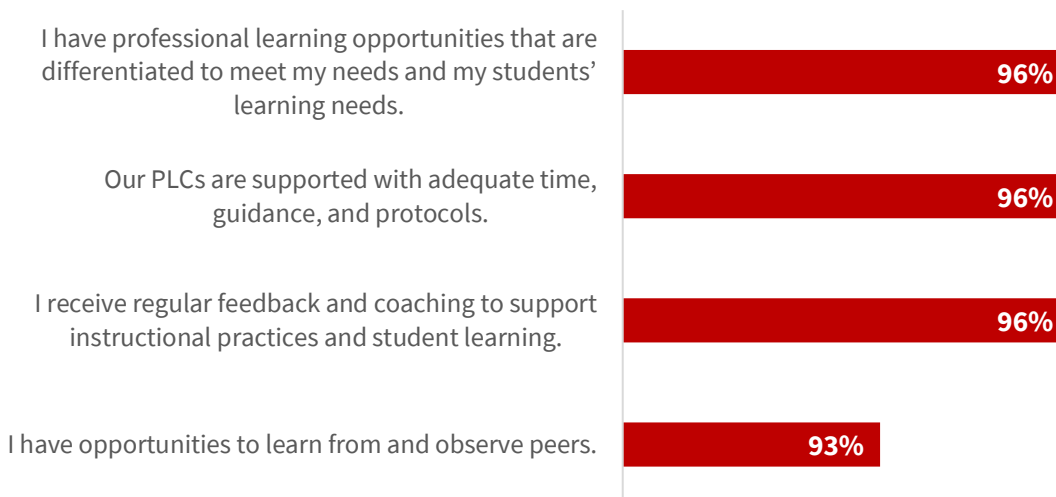 I have professional learning opportunities that are
differentiated to meet my needs and my students’
learning needs.
96%
Our PLCs are supported with adequate time,
guidance, and protocols.
96%
I receive regular feedback and coaching to support
instructional practices and student learning.
96%
I have opportunities to learn from and observe peers.
93%